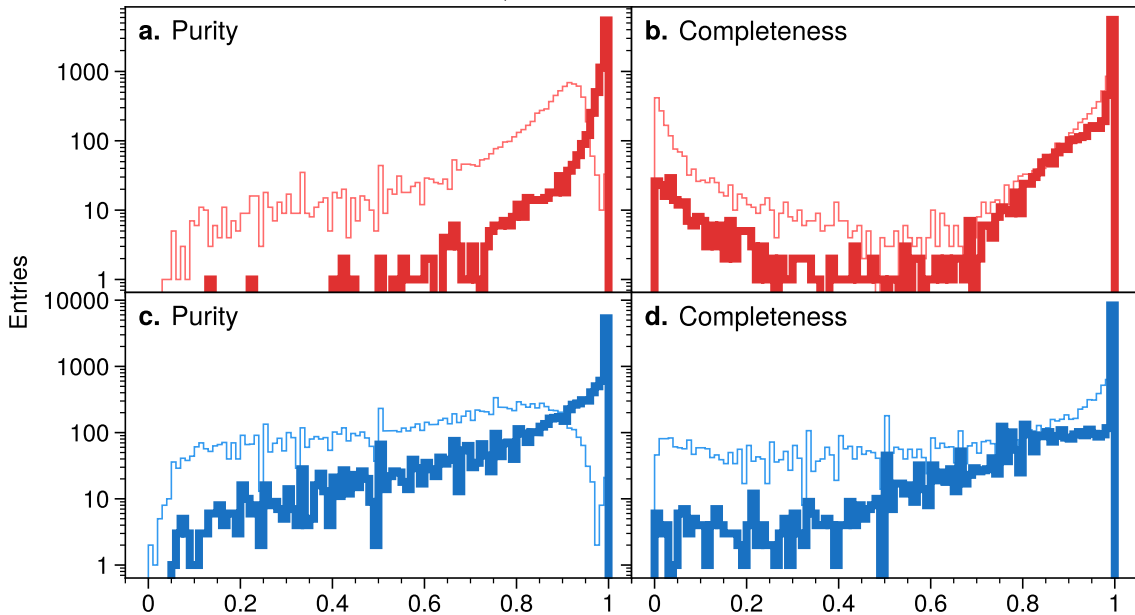 a. Purity
b. Completeness
1000
100
10
1
Entries
10000
c. Purity
d. Completeness
1000
100
10
1
0 0.2 0.4 0.6 0.8 1 0 0.2 0.4 0.6 0.8 1